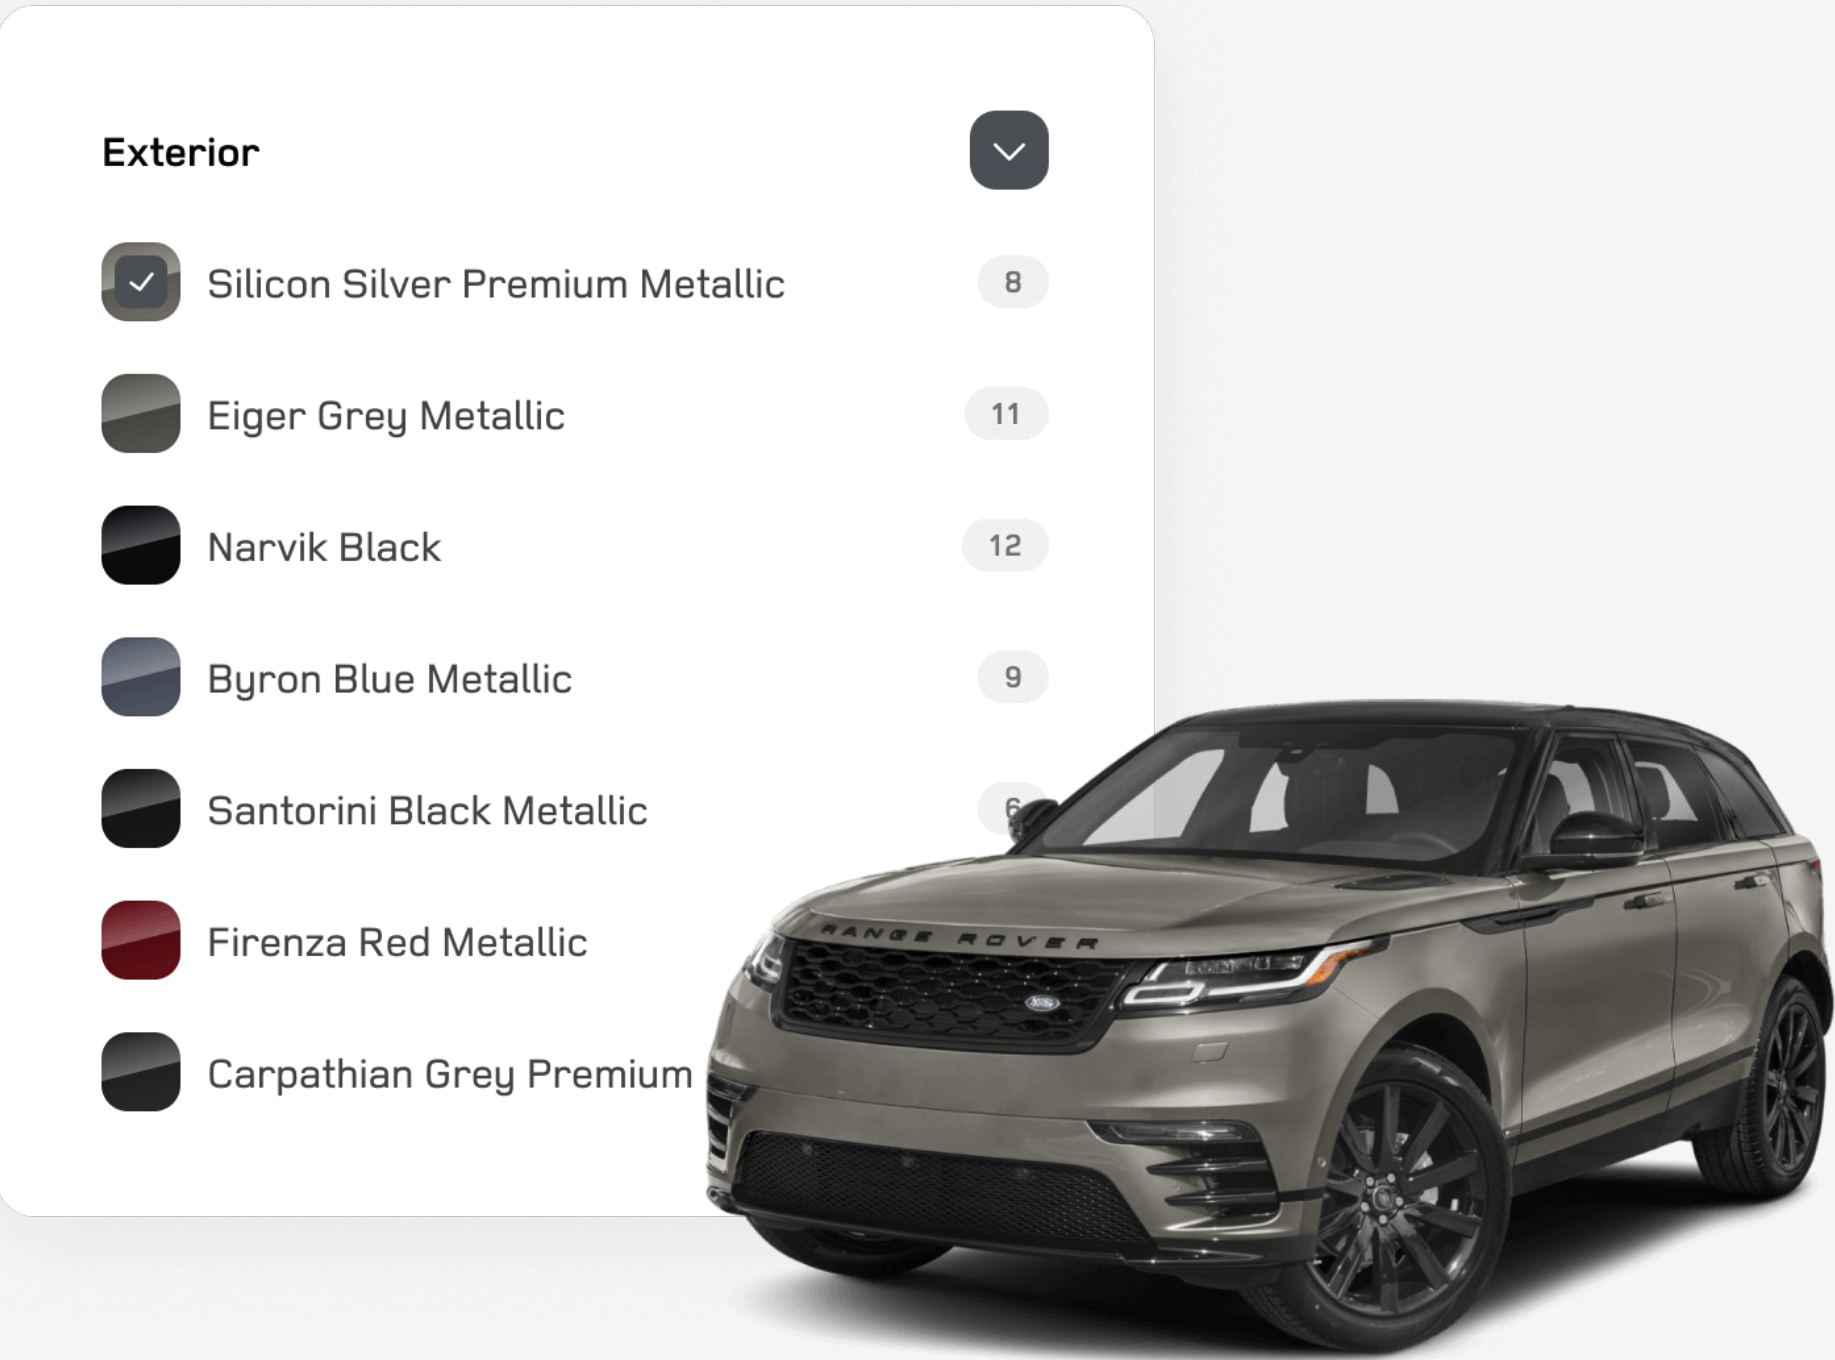 Exterior
Silicon Silver Premium Metallic 8
Eiger Grey Metallic 11
Narvik Black 12
Byron Blue Metallic 9
Santorini Black Metallic 6
Firenza Red Metallic
Carpathian Grey Premium
RANGE ROVER